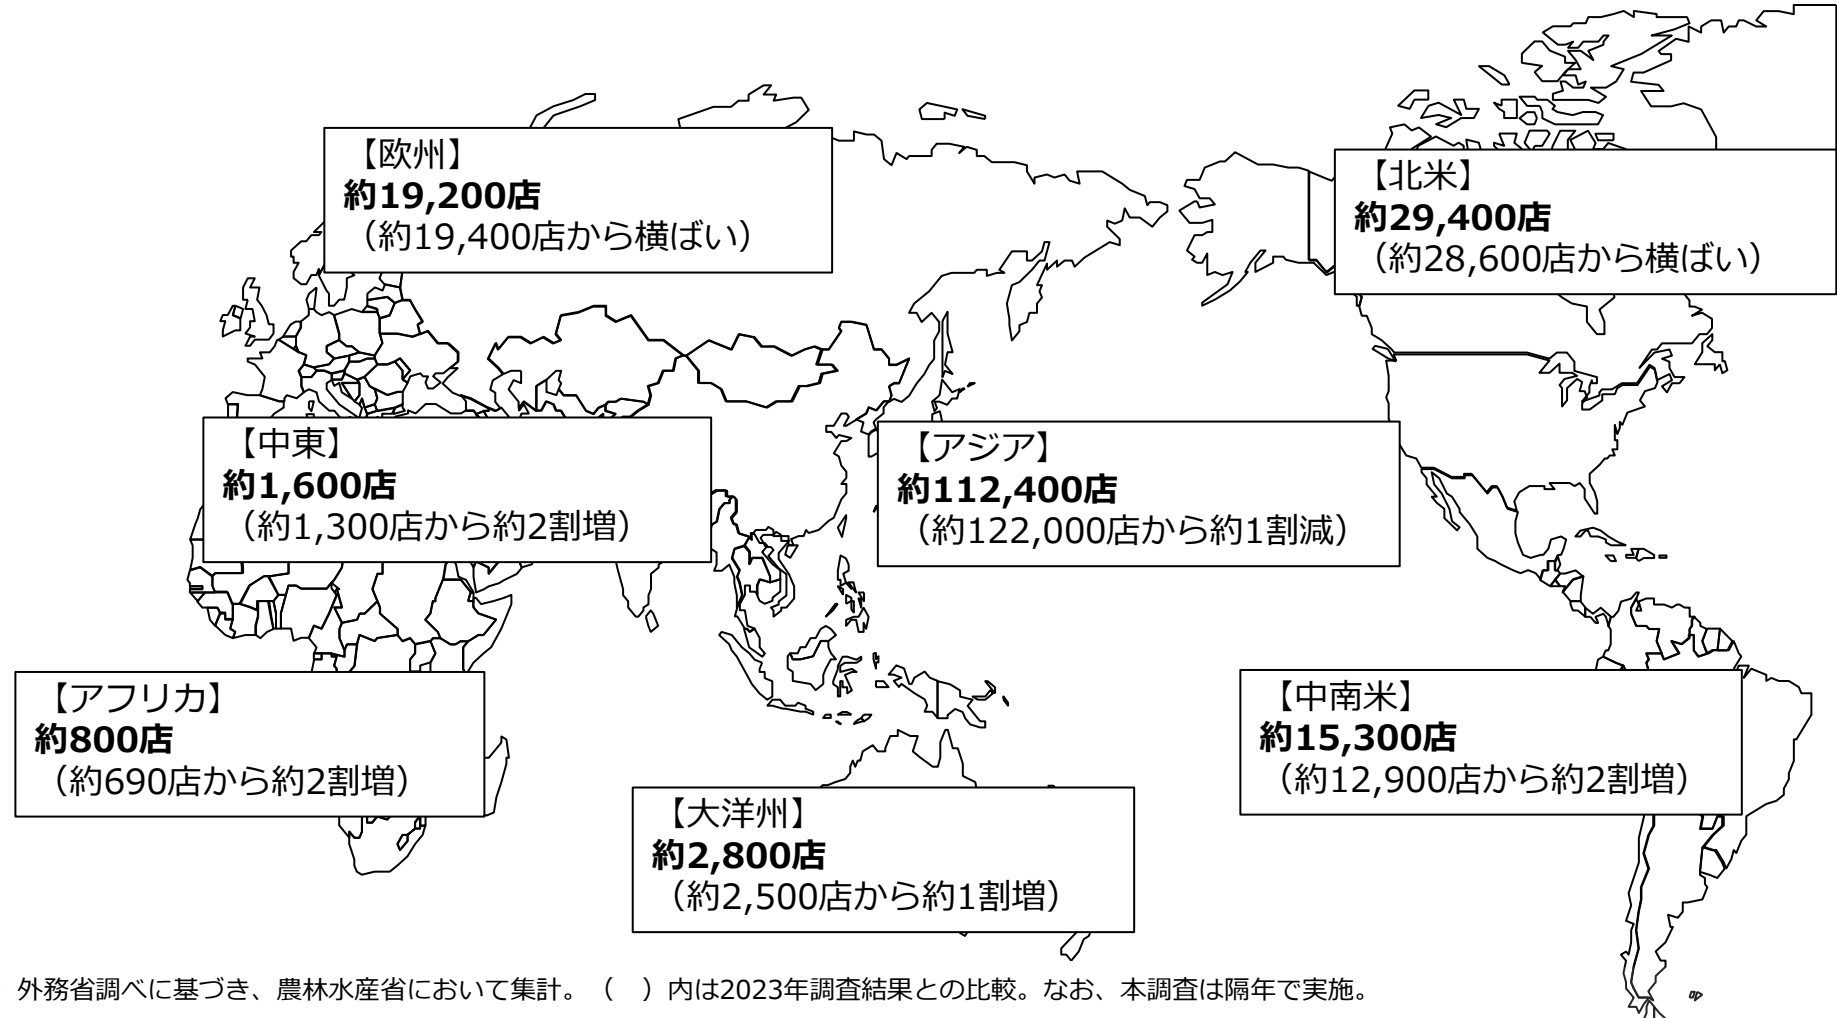 【欧州】
約19,200店
（約19,400店から横ばい）
【北米】
約29,400店
（約28,600店から横ばい）
【中東】
約1,600店
（約1,300店から約2割増）
【アジア】
約112,400店
（約122,000店から約1割減）
【アフリカ】
約800店
（約690店から約2割増）
【中南米】
約15,300店
（約12,900店から約2割増）
【大洋州】
約2,800店
（約2,500店から約1割増）
外務省調べに基づき、農林水産省において集計。（　）内は2023年調査結果との比較。なお、本調査は隔年で実施。